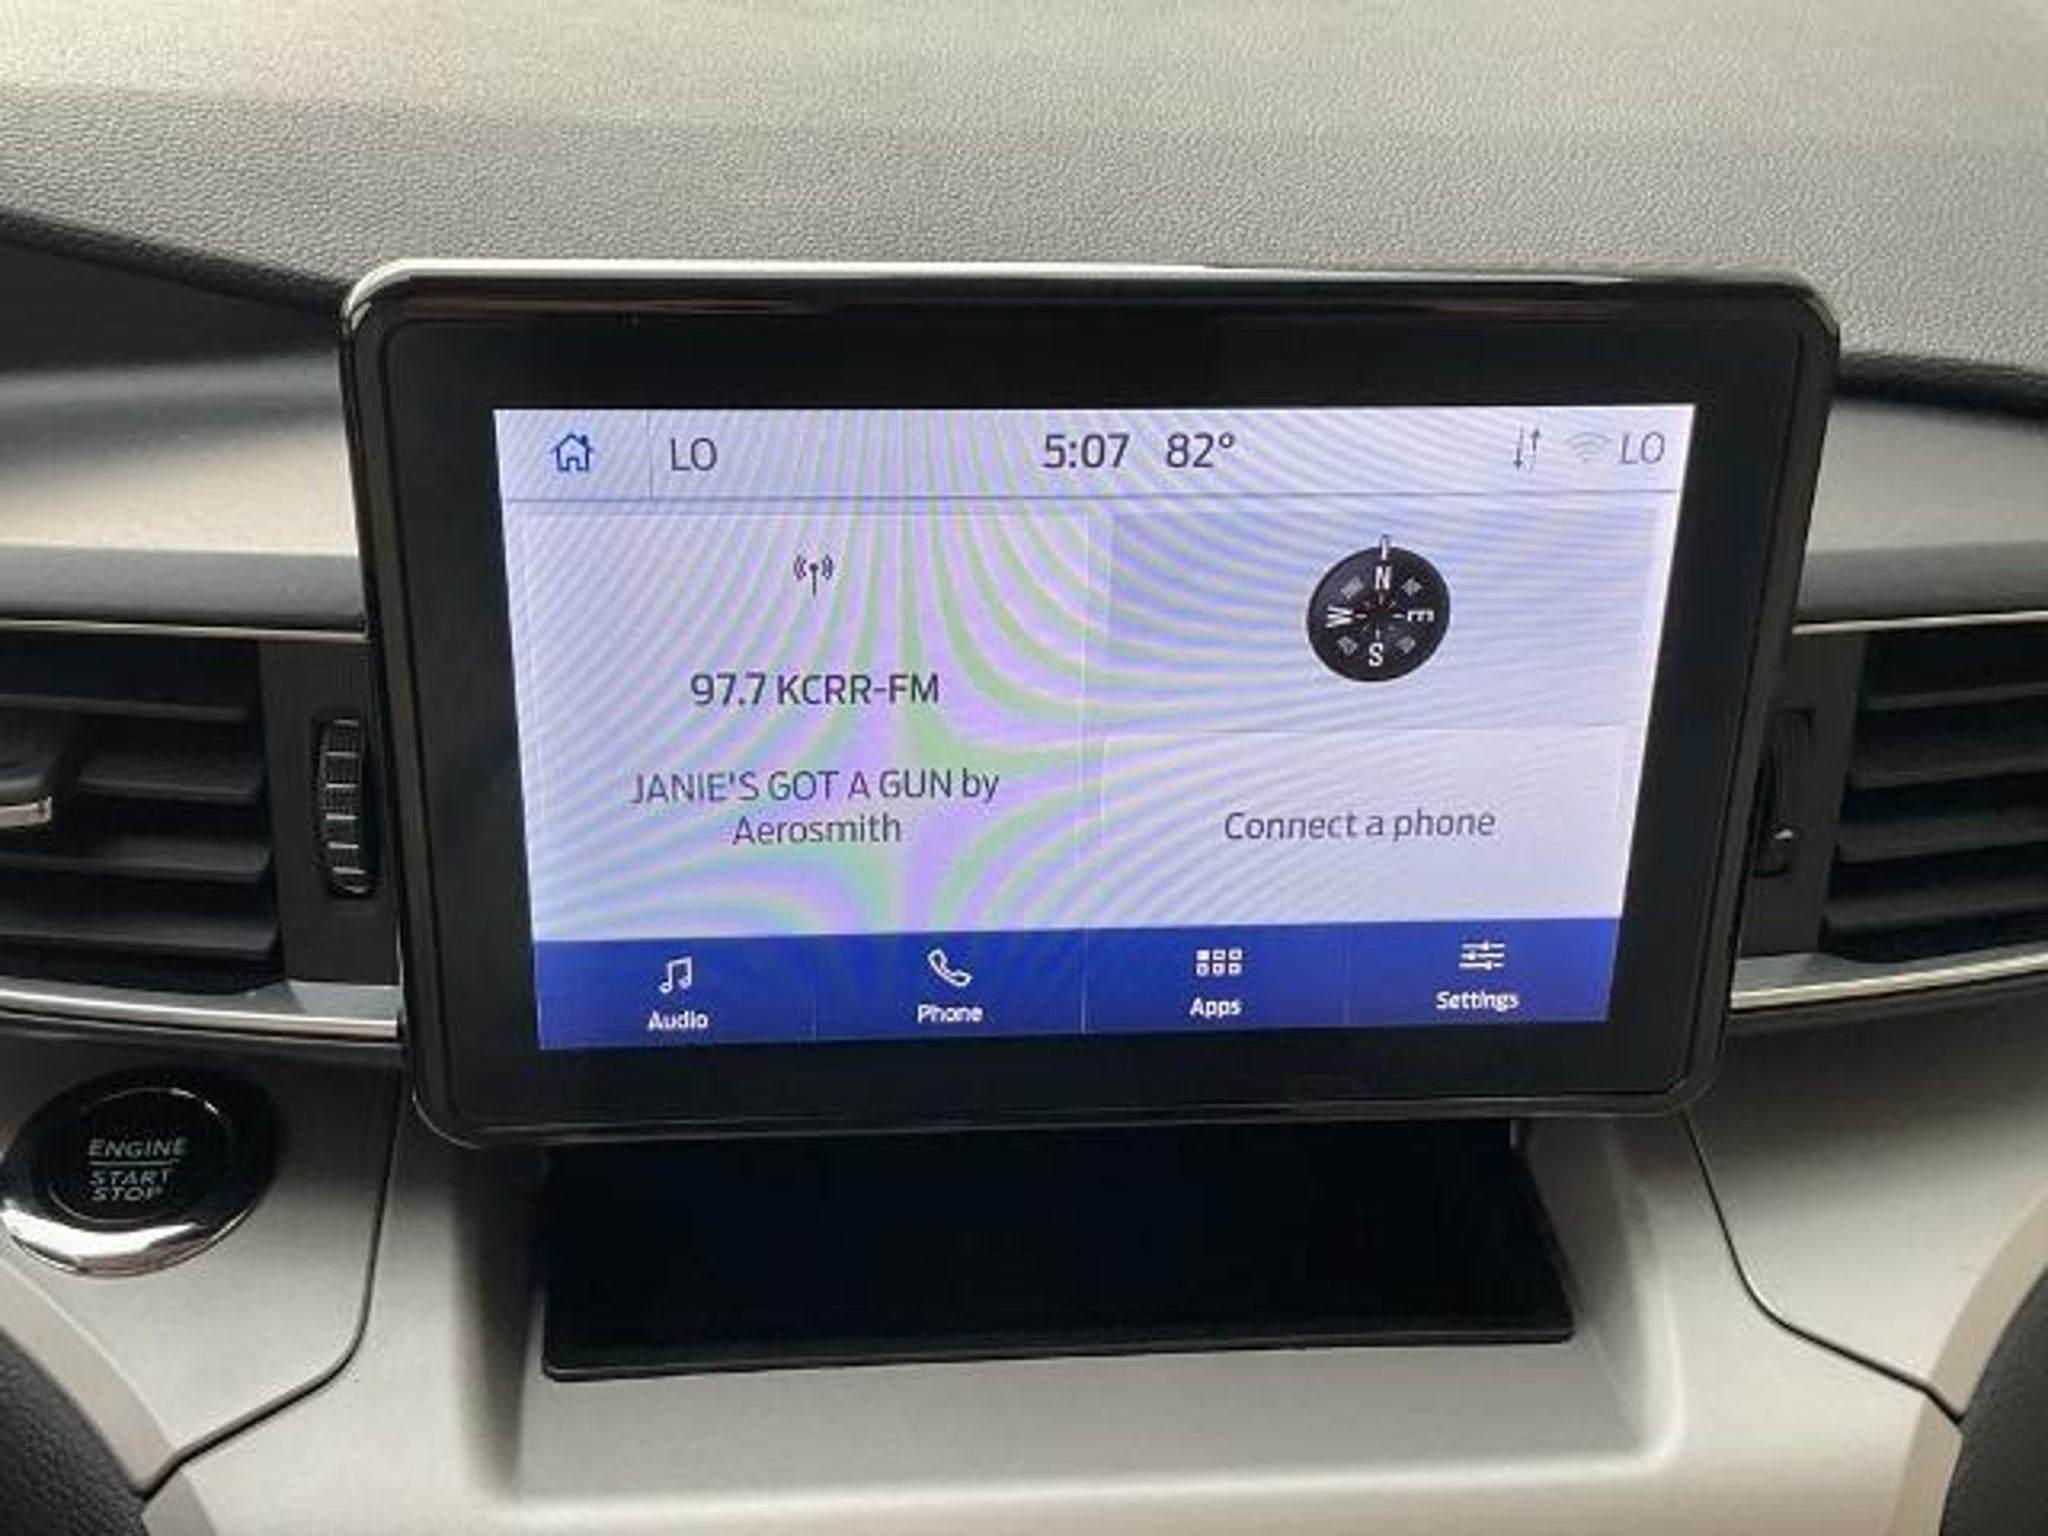 LO 5:07 82° LO
N
W E
S
97.7 KCRR-FM
JANIE'S GOT A GUN by
Aerosmith
Connect a phone
Audio Phone Apps Settings
ENGINE
START
STOP